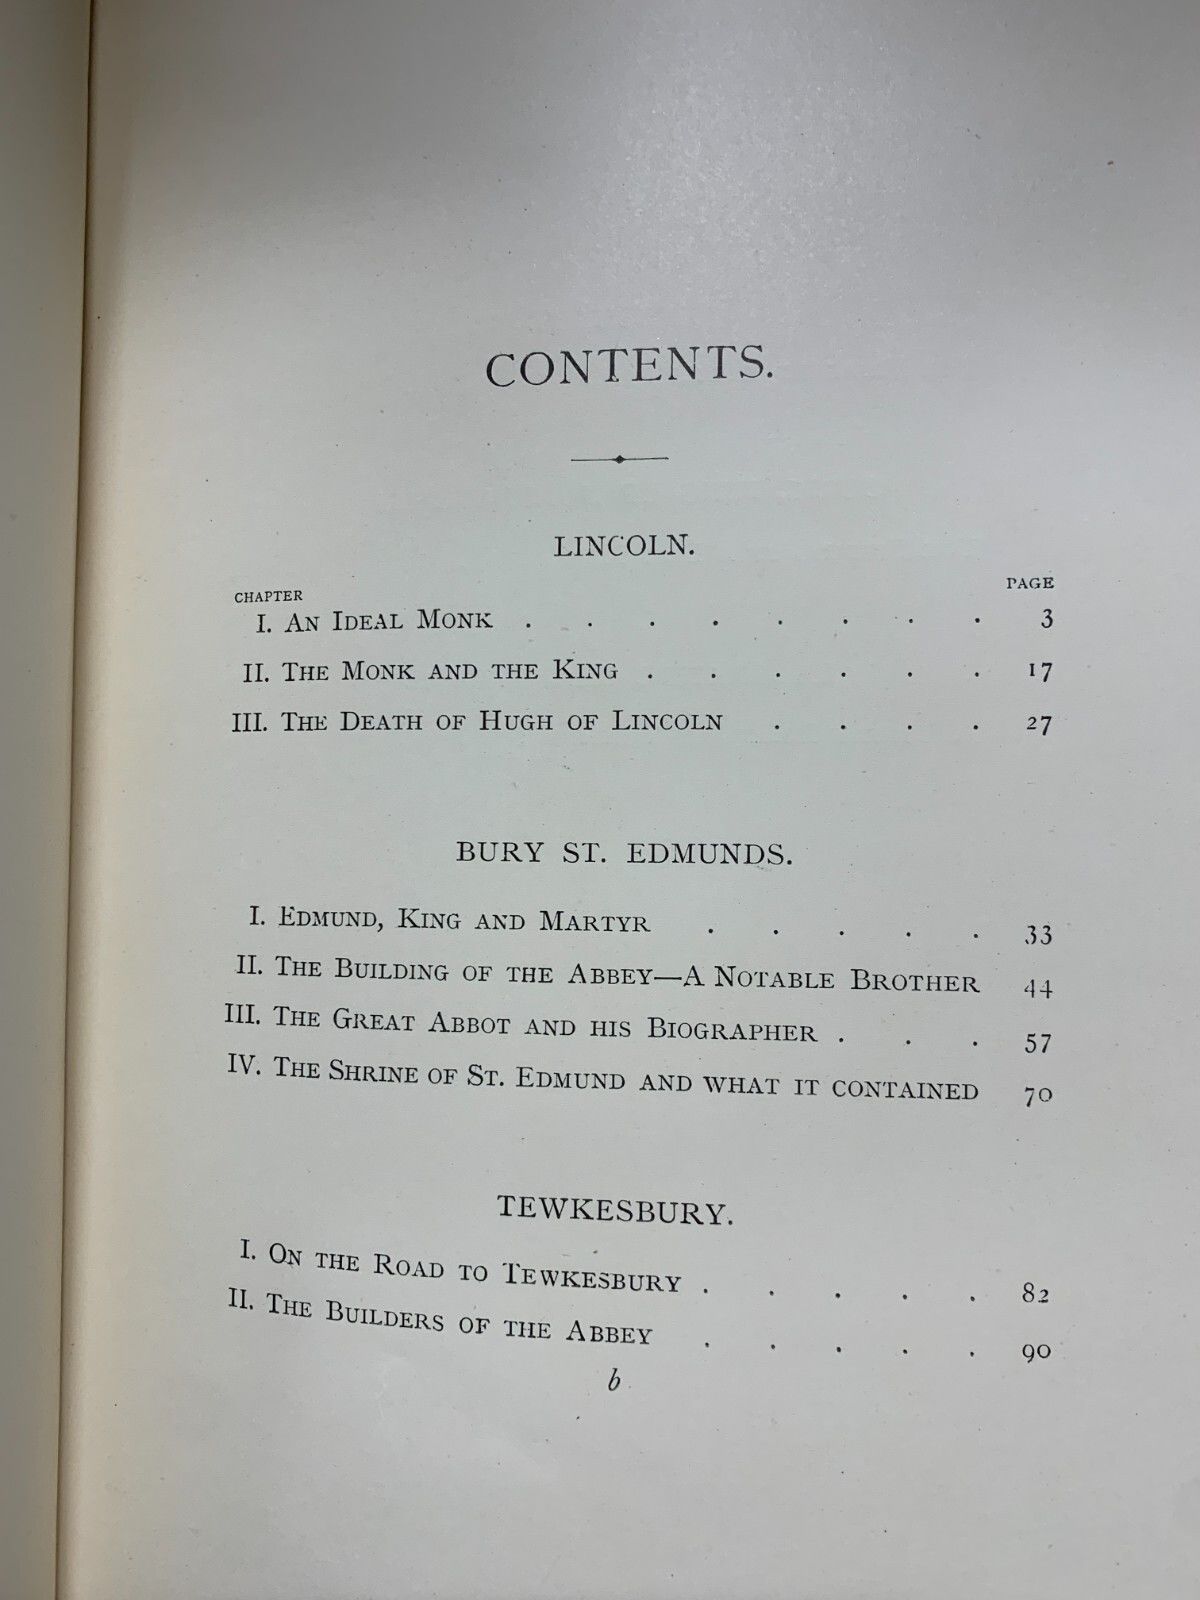 CONTENTS.
LINCOLN.
CHAPTER PAGE
I. An Ideal Monk . . . . . . . . 3
II. The Monk and the King . . . . . . 17
III. The Death of Hugh of Lincoln . . . . 27
BURY ST. EDMUNDS.
I. Edmund, King and Martyr . . . . . 33
II. The Building of the Abbey—A Notable Brother 44
III. The Great Abbot and his Biographer . . . 57
IV. The Shrine of St. Edmund and what it contained 70
TEWKESBURY.
I. On the Road to Tewkesbury . . . . . 82
II. The Builders of the Abbey . . . . . 90
b